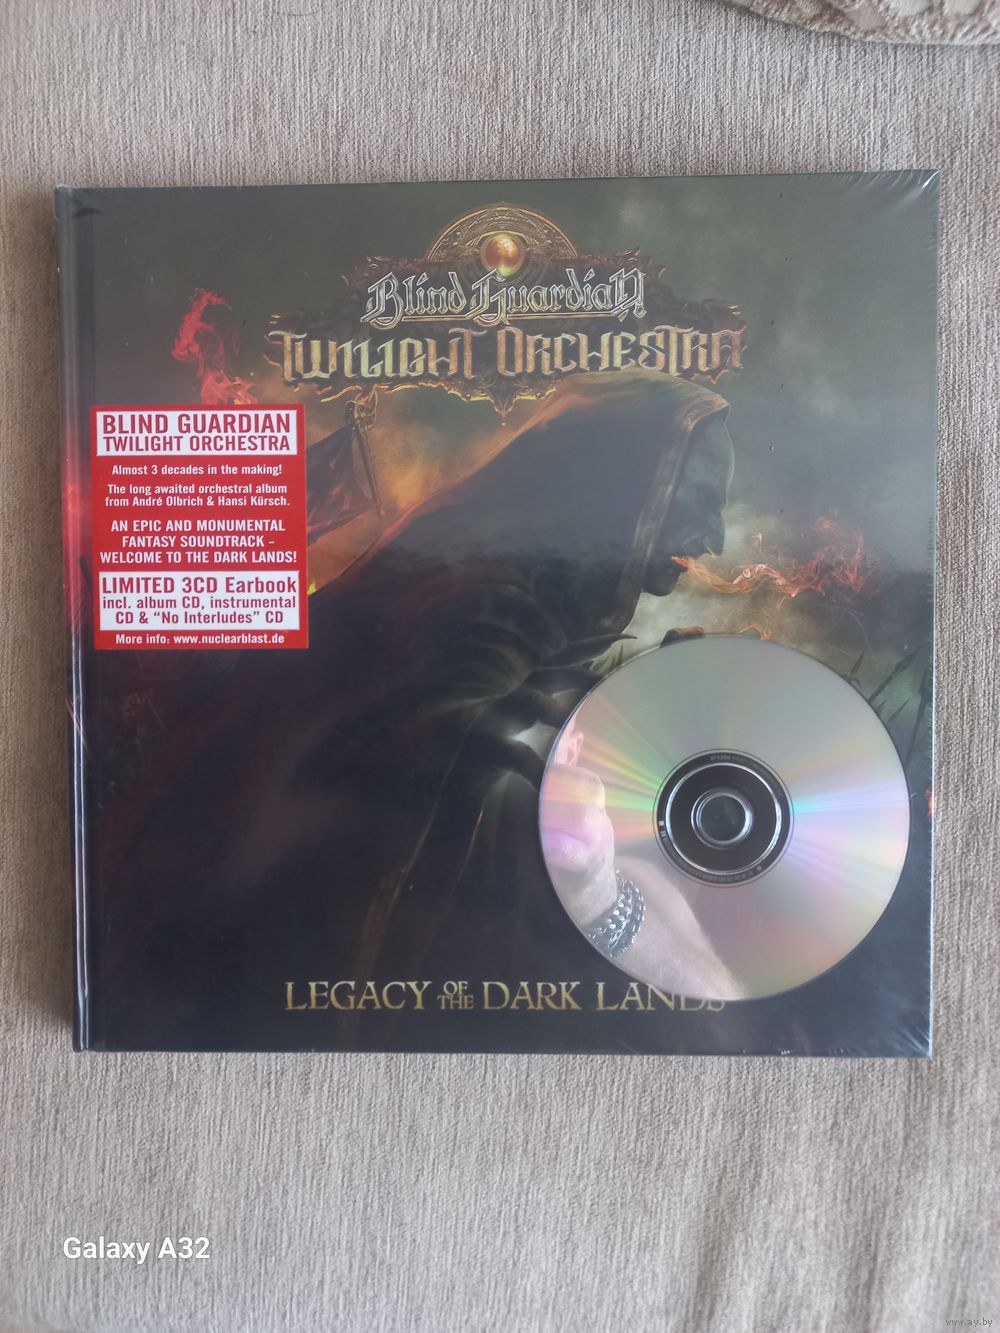 Blind Guardian
TWILIGHT ORCHESTRA
BLIND GUARDIAN
TWILIGHT ORCHESTRA
Almost 3 decades in the making!
The long awaited orchestral album
from André Olbrich & Hansi Kürsch.
AN EPIC AND MONUMENTAL
FANTASY SOUNDTRACK -
WELCOME TO THE DARK LANDS!
LIMITED 3CD Earbook
incl. album CD, instrumental
CD & “No Interludes” CD
More info: www.nuclearblast.de
LEGACY OF THE DARK LANDS
Galaxy A32
www.ay.by